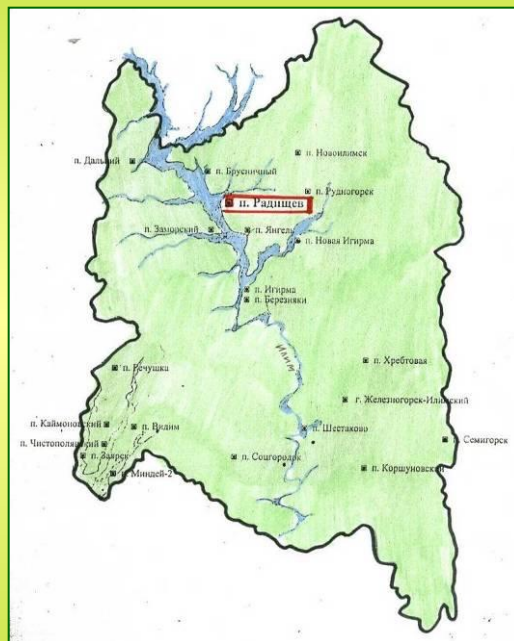 п. Дальний
п. Брусничный
п. Новоилимск
п. Рудногорск
п. Радищев
п. Заморский
п. Янгель
п. Новая Игирма
п. Игирма
п. Березняки
Илим
п. Хребтовая
п. Речушка
г. Железногорск-Илимский
п. Каймоновский
п. Видим
п. Шестаково
п. Семигорск
п. Чистополянский
п. Заярск
п. Соцгородок
п. Коршуновский
п. Миндей-2